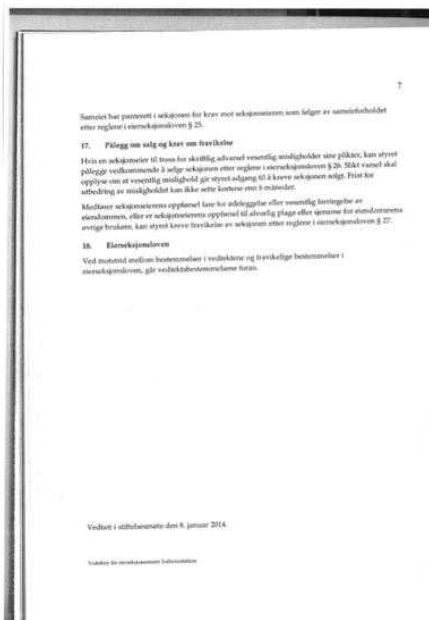 7
Sameiet har panterett i seksjonen for krav mot seksjonseieren som følger av sameieforholdet
etter reglene i eierseksjonsloven § 25.
17. Pålegg om salg og krav om fravikelse
Hvis en seksjonseier til tross for skriftlig advarsel vesentlig misligholder sine plikter, kan styret
pålegge vedkommende å selge seksjonen etter reglene i eierseksjonsloven § 26. Slikt varsel skal
opplyse om at vesentlig mislighold gir styret adgang til å kreve seksjonen solgt. Frist for
utbedring av misligholdet kan ikke settes kortere enn 6 måneder.
Medfører seksjonseierens oppførsel fare for ødeleggelse eller vesentlig forringelse av
eiendommen, eller er seksjonseierens oppførsel til alvorlig plage eller sjenanse for eiendommens
øvrige brukere, kan styret kreve fravikelse av seksjonen etter reglene i eierseksjonsloven § 27.
18. Eierseksjonsloven
Ved motstrid mellom bestemmelser i vedtektene og fravikelige bestemmelser i
eierseksjonsloven, går vedtektsbestemmelsene foran.
Vedtatt i stiftelsesmøte den 8. januar 2014.
Vedtekter for eierseksjonssameiet